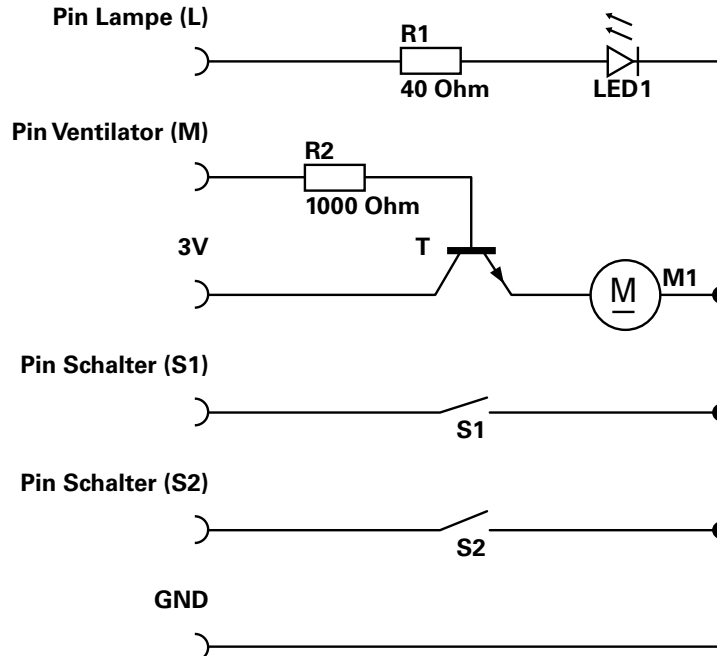 Pin Lampe (L)
R1
40 Ohm
LED1
Pin Ventilator (M)
R2
1000 Ohm
3V
T
M
M1
Pin Schalter (S1)
S1
Pin Schalter (S2)
S2
GND